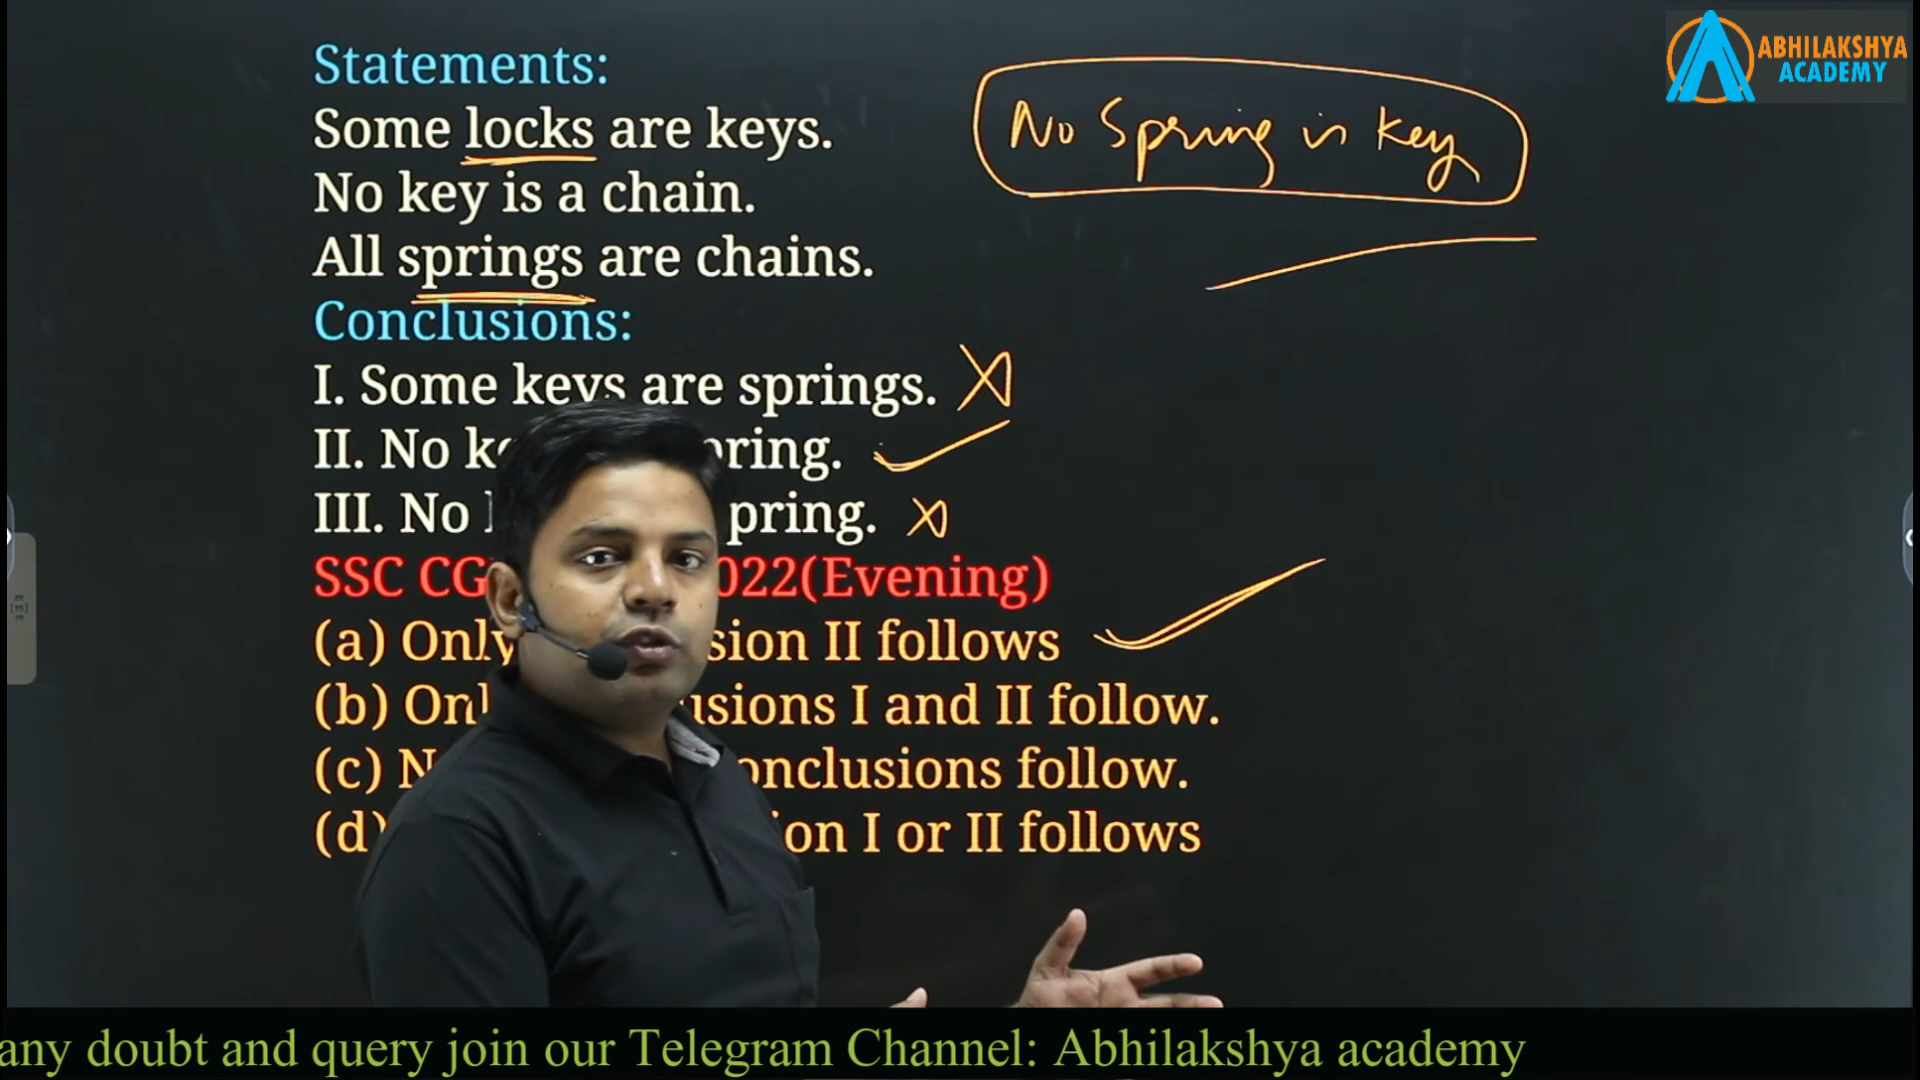 ABHILAKSHYA
ACADEMY
Statements:
Some locks are keys.
No key is a chain.
All springs are chains.
No Spring is Key
Conclusions:
I. Some keys are springs.
II. No pring.
III. No pring.
SSC CG 022(Evening)
(a) Only sion II follows
(b) Onl usions I and II follow.
(c) N onclusions follow.
(d) ion I or II follows
any doubt and query join our Telegram Channel: Abhilakshya academy